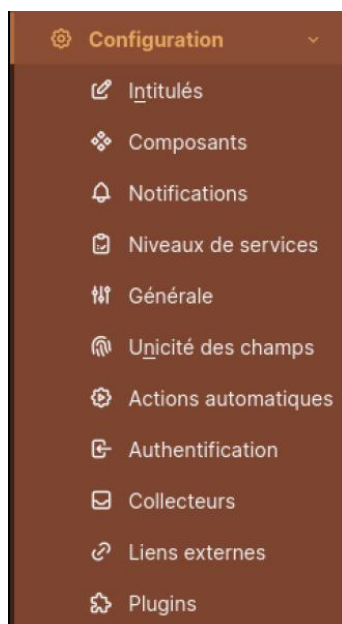 Configuration
Intitulés
Composants
Notifications
Niveaux de services
Générale
Unicité des champs
Actions automatiques
Authentification
Collecteurs
Liens externes
Plugins